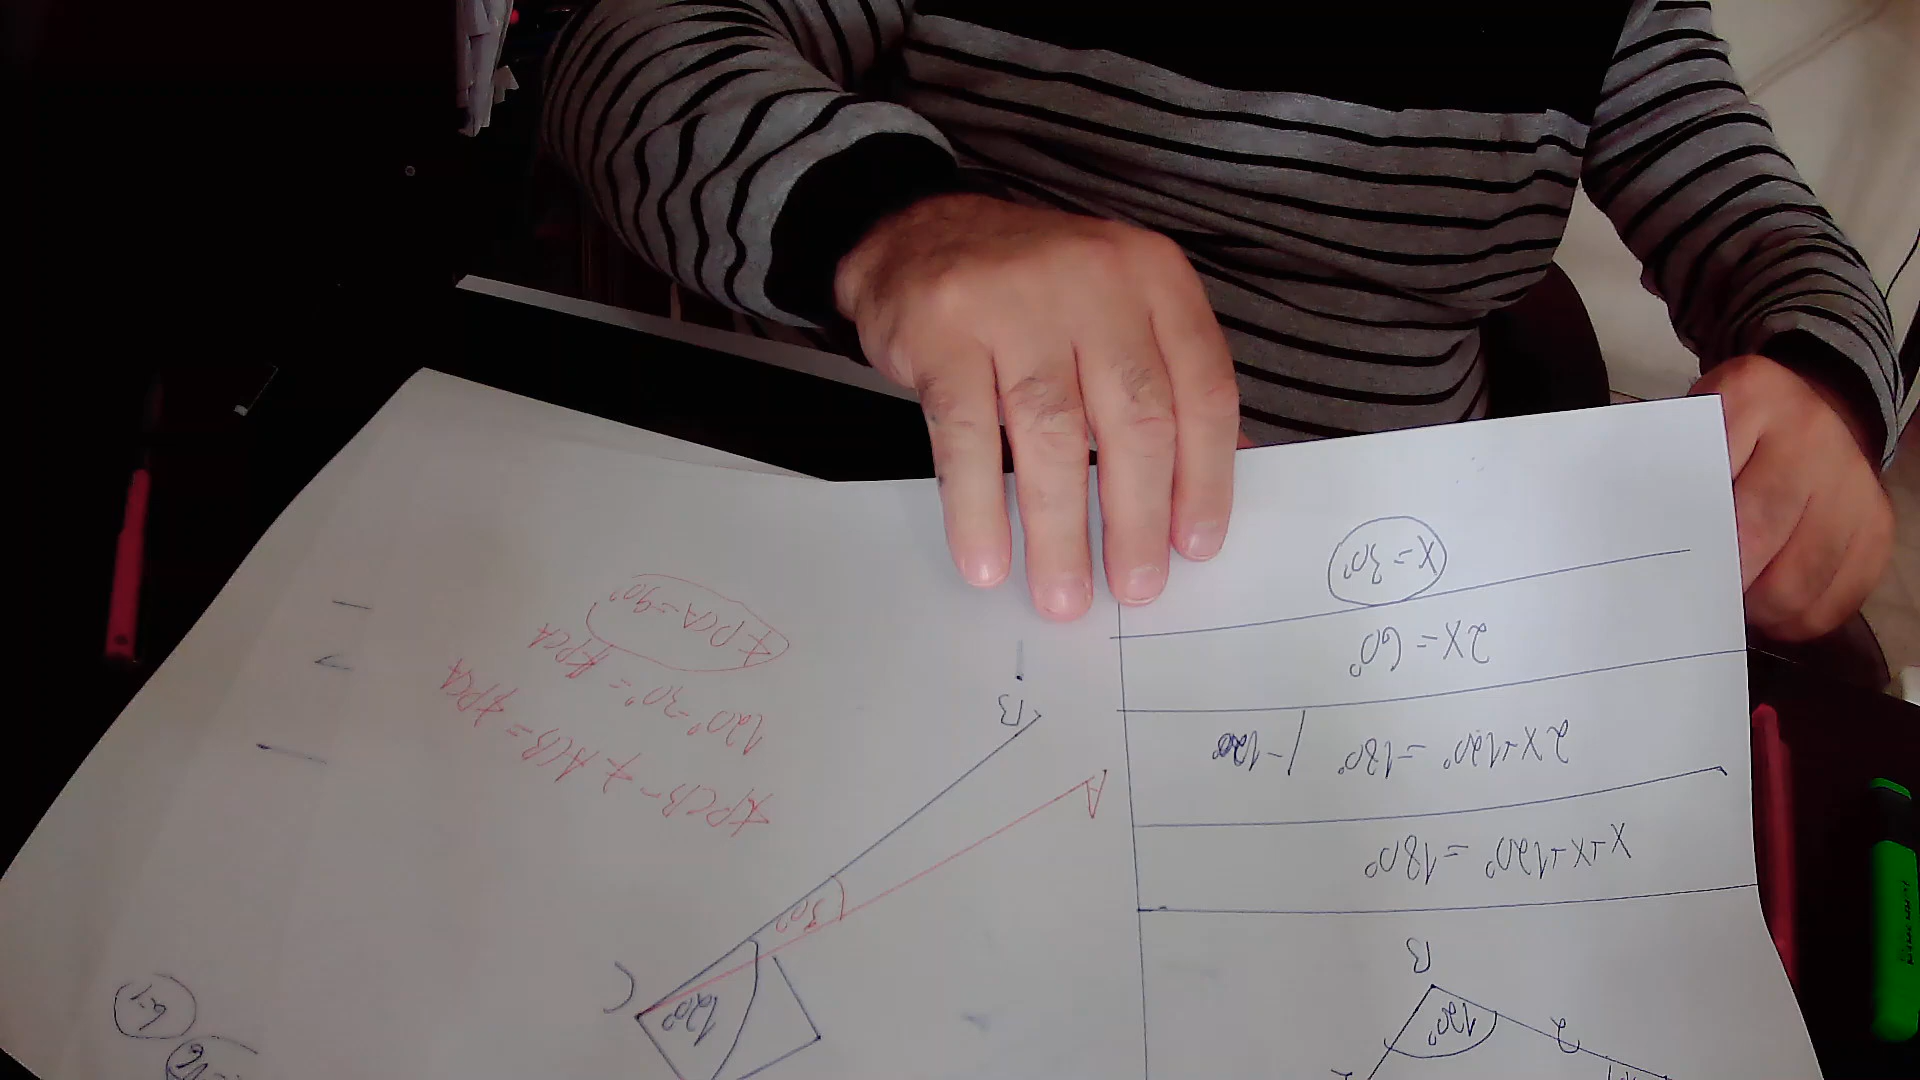 B
120°
2
x+x+120° = 180°
2x+120° = 180° /-120°
2x = 60°
x = 30°
C
120°
30°
A
B
∢PCB - ∢ACB = ∢PCA
120° - 30° = ∢PCA
∢PCA = 90°